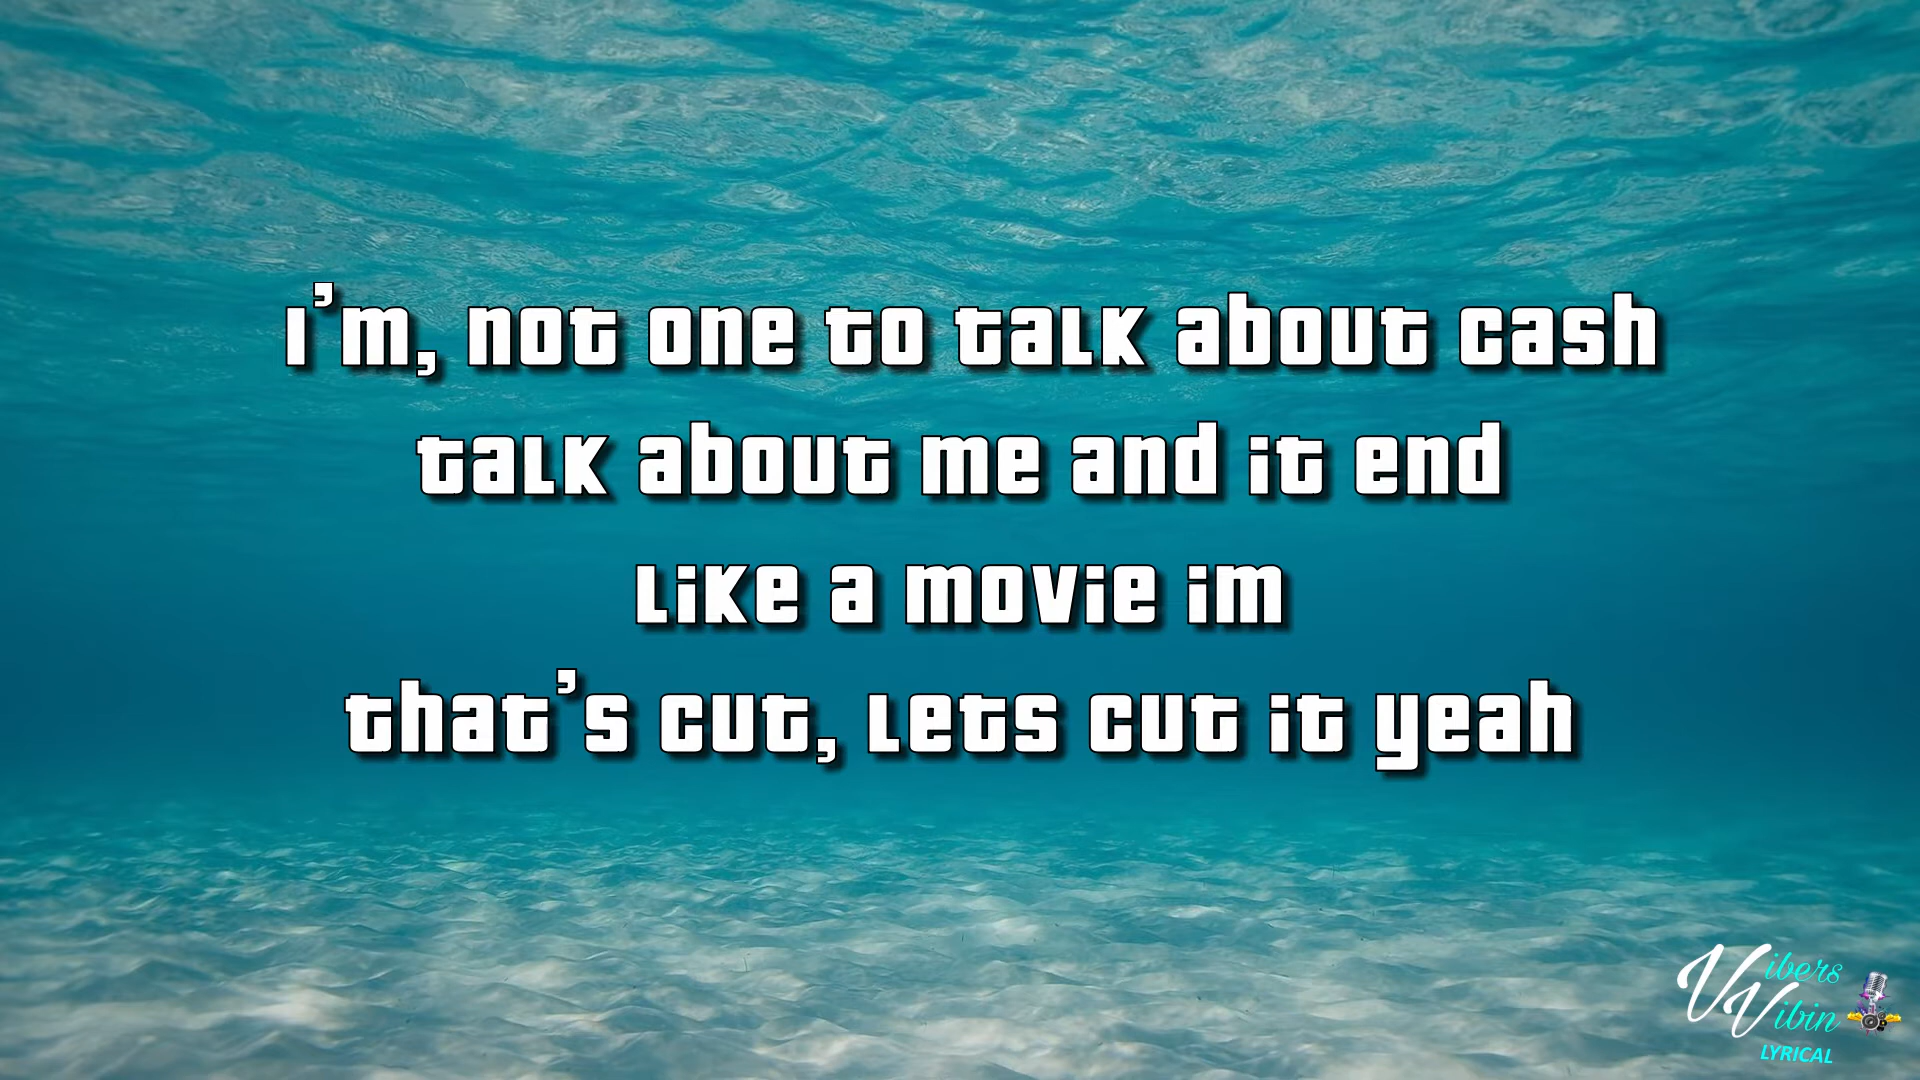 I'm, not one to talk about cash
talk about me and it end
like a movie im
that's cut, lets cut it yeah
Vibers
Vibin
LYRICAL